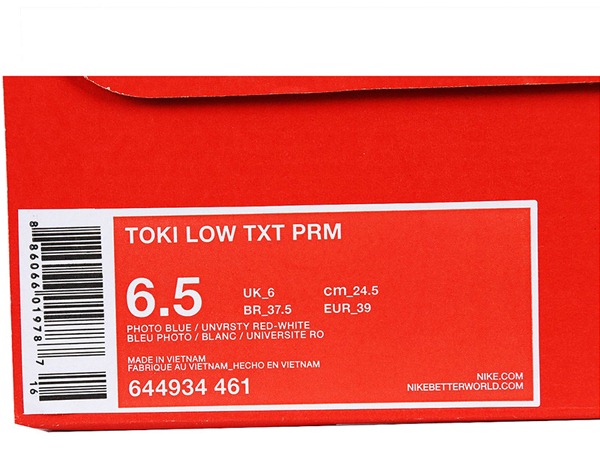 TOKI LOW TXT PRM
6.5
UK_6 cm_24.5
BR_37.5 EUR_39
PHOTO BLUE / UNVRSTY RED-WHITE
BLEU PHOTO / BLANC / UNIVERSITE RO
MADE IN VIETNAM
FABRIQUE AU VIETNAM_HECHO EN VIETNAM
644934 461
NIKE.COM
NIKEBETTERWORLD.COM
8 86066 01978 7 16